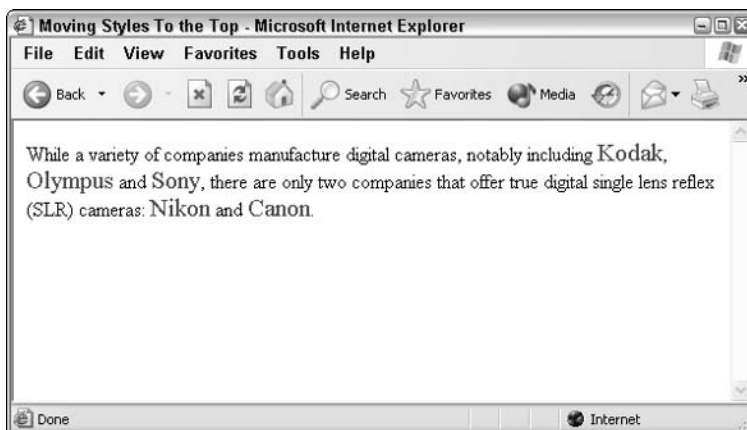 Moving Styles To the Top - Microsoft Internet Explorer
File Edit View Favorites Tools Help
Back Search Favorites Media »
While a variety of companies manufacture digital cameras, notably including Kodak,
Olympus and Sony, there are only two companies that offer true digital single lens reflex
(SLR) cameras: Nikon and Canon.
Done Internet